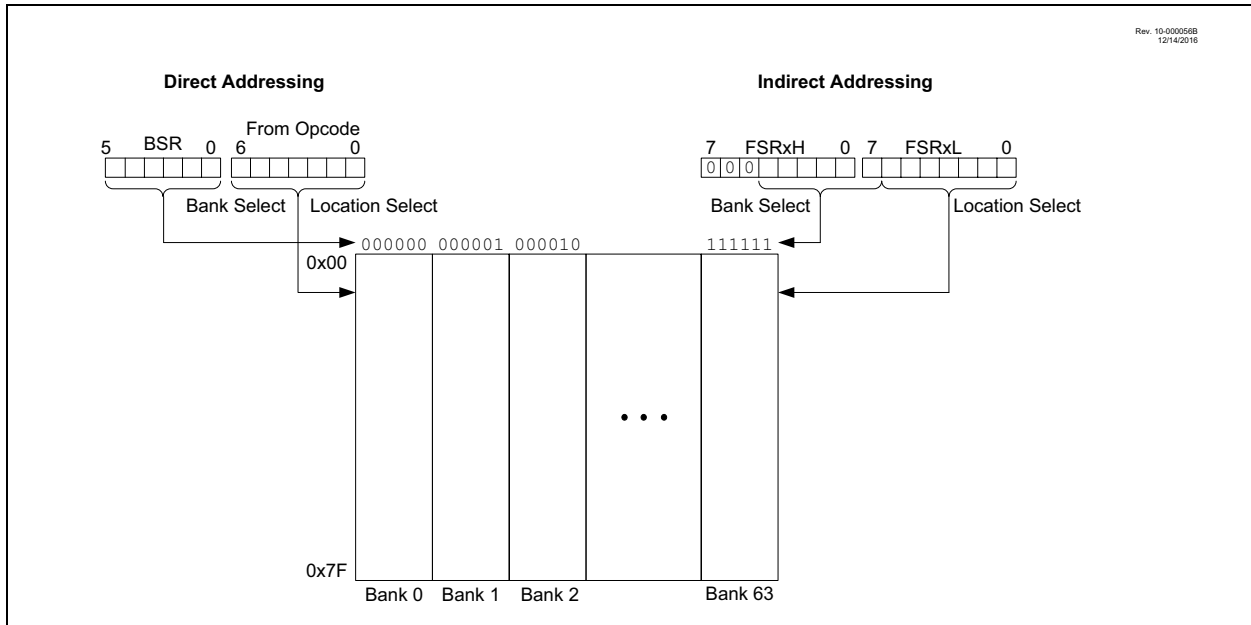 Rev. 10-000056B
12/14/2016
Direct Addressing
Indirect Addressing
From Opcode
5 BSR 0 6 0
7 FSRxH 0 7 FSRxL 0
0 0 0
Bank Select Location Select
Bank Select Location Select
000000 000001 000010 111111
0x00
• • •
0x7F
Bank 0 Bank 1 Bank 2 Bank 63